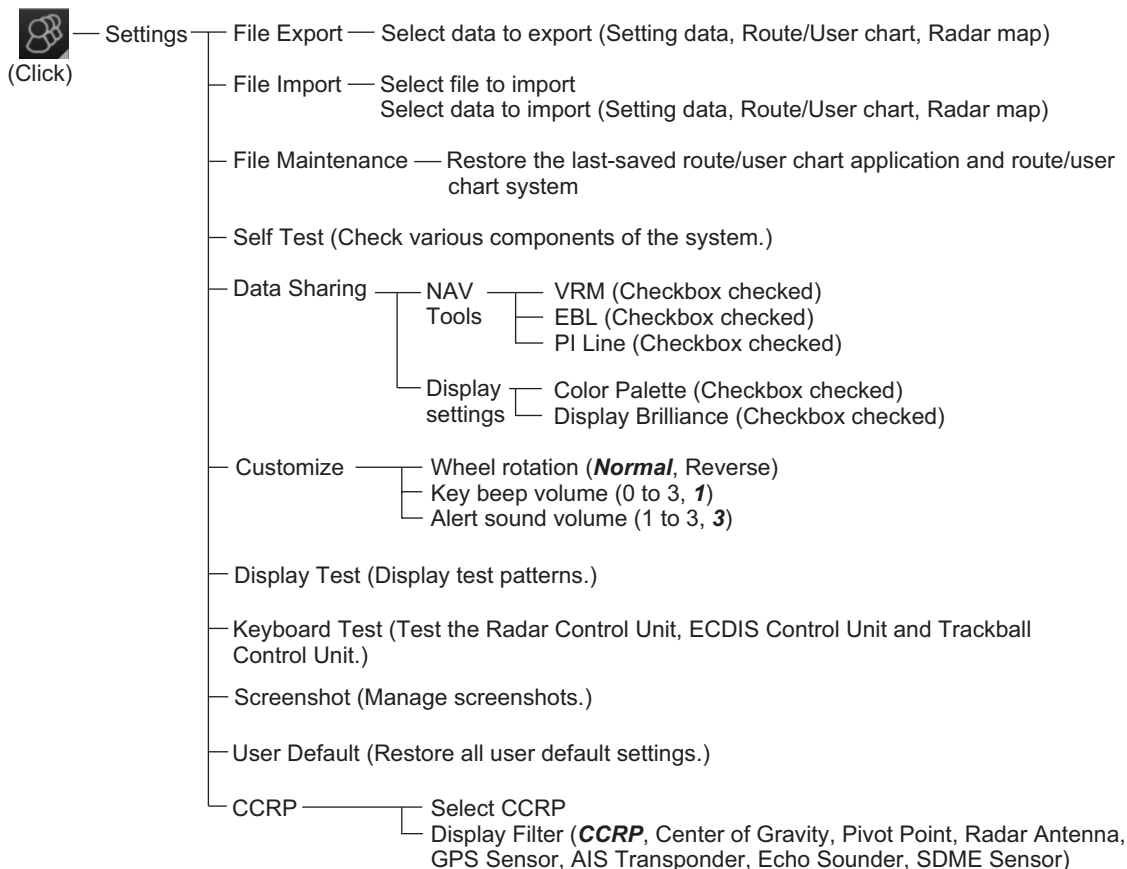 Settings
(Click)
File Export
Select data to export (Setting data, Route/User chart, Radar map)
File Import
Select file to import
Select data to import (Setting data, Route/User chart, Radar map)
File Maintenance
Restore the last-saved route/user chart application and route/user
chart system
Self Test (Check various components of the system.)
Data Sharing
NAV
Tools
VRM (Checkbox checked)
EBL (Checkbox checked)
PI Line (Checkbox checked)
Display
settings
Color Palette (Checkbox checked)
Display Brilliance (Checkbox checked)
Customize
Wheel rotation (Normal, Reverse)
Key beep volume (0 to 3, 1)
Alert sound volume (1 to 3, 3)
Display Test (Display test patterns.)
Keyboard Test (Test the Radar Control Unit, ECDIS Control Unit and Trackball
Control Unit.)
Screenshot (Manage screenshots.)
User Default (Restore all user default settings.)
CCRP
Select CCRP
Display Filter (CCRP, Center of Gravity, Pivot Point, Radar Antenna,
GPS Sensor, AIS Transponder, Echo Sounder, SDME Sensor)